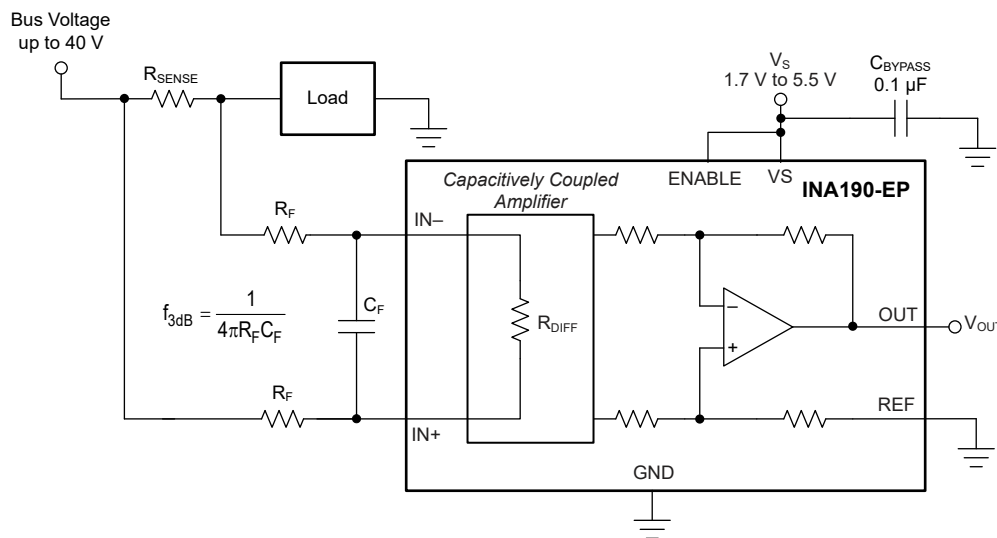 Bus Voltage
up to 40 V
RSENSE
Load
VS
1.7 V to 5.5 V
CBYPASS
0.1 µF
ENABLE
VS
INA190-EP
Capacitively Coupled
Amplifier
RF
IN–
f3dB = 1 / 4πRFCF
CF
RDIFF
–
+
OUT
VOUT
RF
IN+
REF
GND